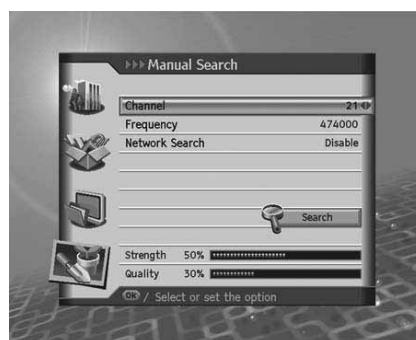 Manual Search
Channel 21
Frequency 474000
Network Search Disable
Search
Strength 50%
Quality 30%
OK / Select or set the option